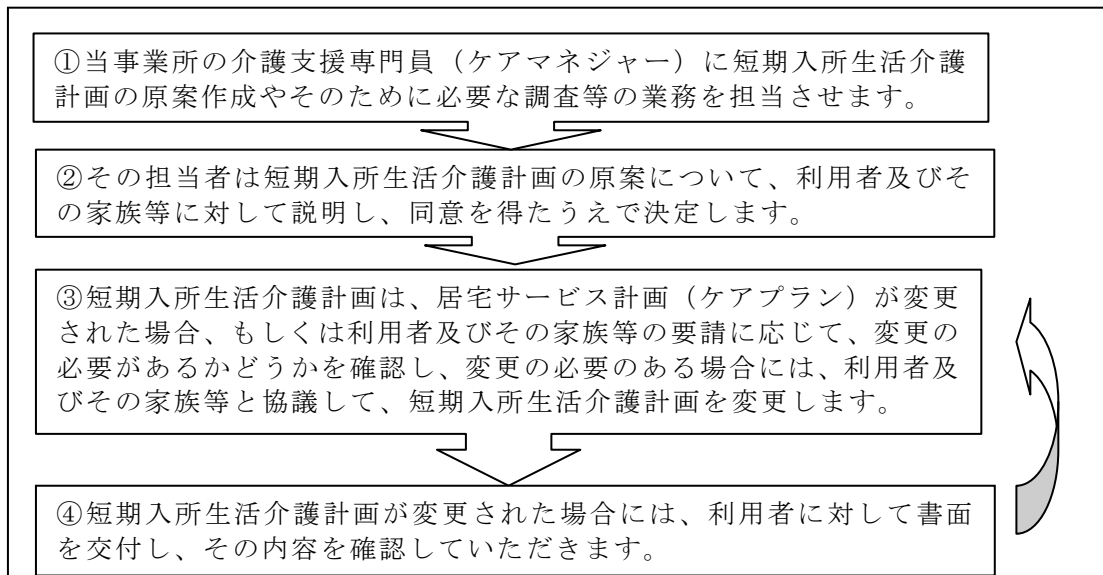 ①当事業所の介護支援専門員（ケアマネジャー）に短期入所生活介護
計画の原案作成やそのために必要な調査等の業務を担当させます。
②その担当者は短期入所生活介護計画の原案について、利用者及びそ
の家族等に対して説明し、同意を得たうえで決定します。
③短期入所生活介護計画は、居宅サービス計画（ケアプラン）が変更
された場合、もしくは利用者及びその家族等の要請に応じて、変更の
必要があるかどうかを確認し、変更の必要のある場合には、利用者及
びその家族等と協議して、短期入所生活介護計画を変更します。
④短期入所生活介護計画が変更された場合には、利用者に対して書面
を交付し、その内容を確認していただきます。